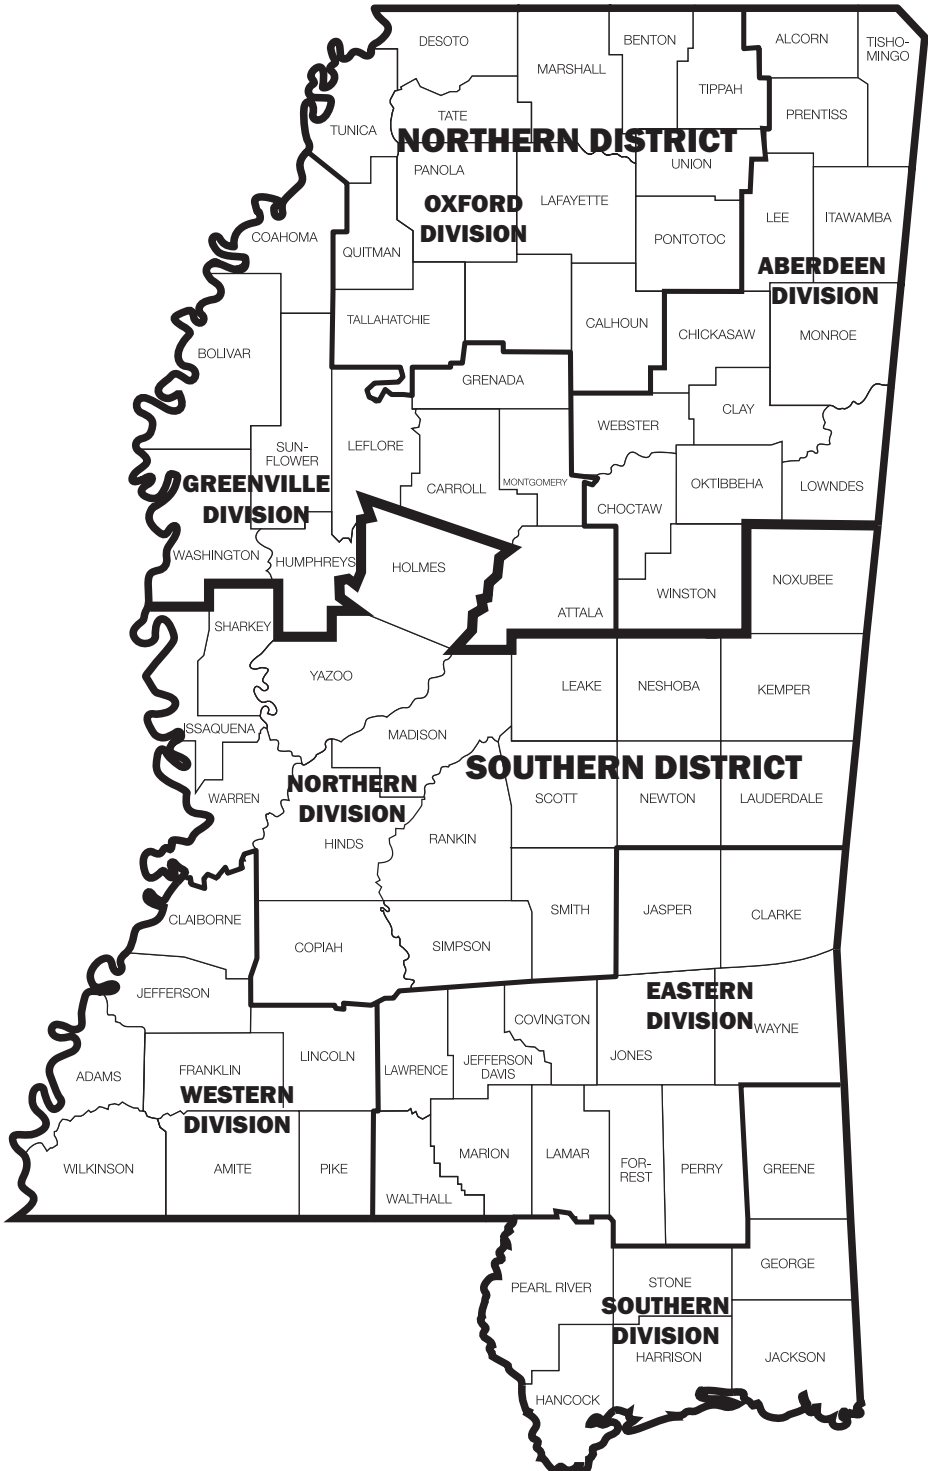 DESOTO
BENTON
ALCORN
TISHO-
MINGO
MARSHALL
TIPPAH
TATE
PRENTISS
TUNICA
NORTHERN DISTRICT
PANOLA
UNION
OXFORD
DIVISION
LAFAYETTE
LEE
ITAWAMBA
COAHOMA
QUITMAN
PONTOTOC
ABERDEEN
DIVISION
TALLAHATCHIE
CALHOUN
CHICKASAW
MONROE
BOLIVAR
GRENADA
CLAY
WEBSTER
SUN-
FLOWER
LEFLORE
GREENVILLE
DIVISION
CARROLL
MONTGOMERY
OKTIBBEHA
LOWNDES
CHOCTAW
WASHINGTON
HUMPHREYS
HOLMES
NOXUBEE
WINSTON
ATTALA
SHARKEY
YAZOO
LEAKE
NESHOBA
KEMPER
ISSAQUENA
MADISON
SOUTHERN DISTRICT
NORTHERN
DIVISION
WARREN
SCOTT
NEWTON
LAUDERDALE
HINDS
RANKIN
CLAIBORNE
SMITH
JASPER
CLARKE
COPIAH
SIMPSON
JEFFERSON
EASTERN
DIVISION
COVINGTON
WAYNE
LINCOLN
JONES
ADAMS
FRANKLIN
LAWRENCE
JEFFERSON
DAVIS
WESTERN
DIVISION
WILKINSON
AMITE
PIKE
MARION
LAMAR
FOR-
REST
PERRY
GREENE
WALTHALL
GEORGE
PEARL RIVER
STONE
SOUTHERN
DIVISION
HARRISON
JACKSON
HANCOCK